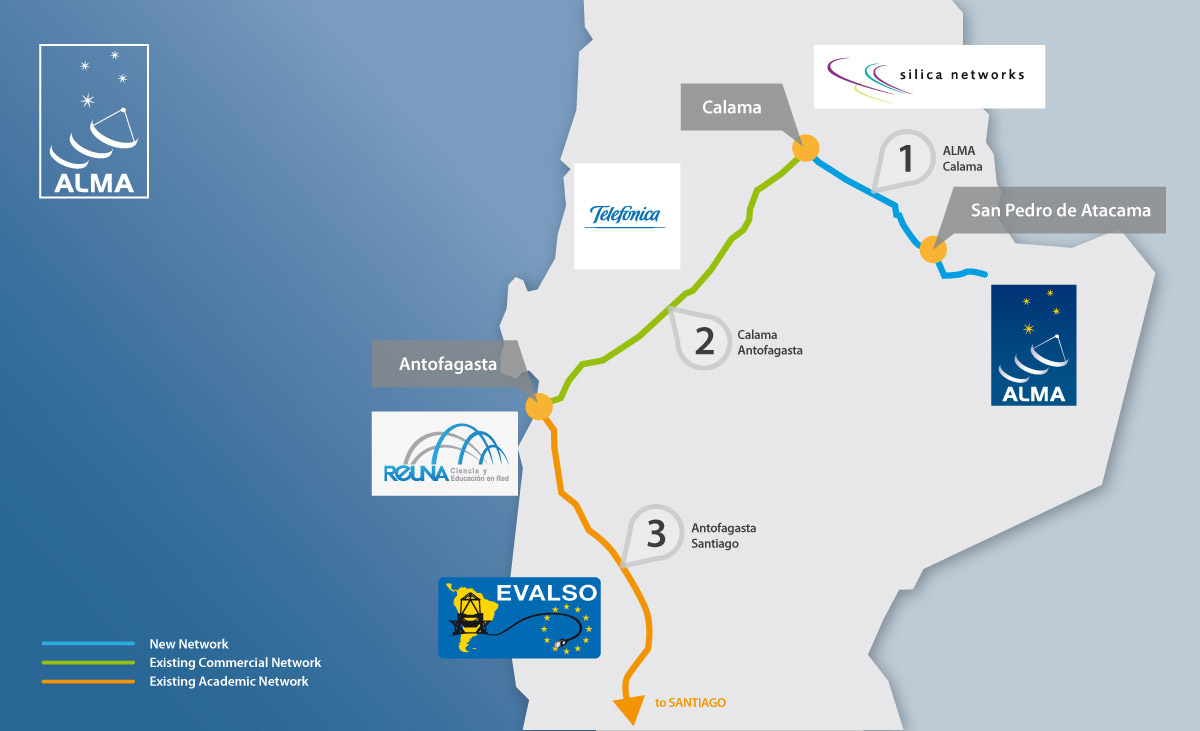 ALMA
silica networks
Calama
1
ALMA
Calama
San Pedro de Atacama
Telefónica
2
Calama
Antofagasta
ALMA
Antofagasta
REUNA
Ciencia y
Educación en Red
3
Antofagasta
Santiago
EVALSO
New Network
Existing Commercial Network
Existing Academic Network
to SANTIAGO